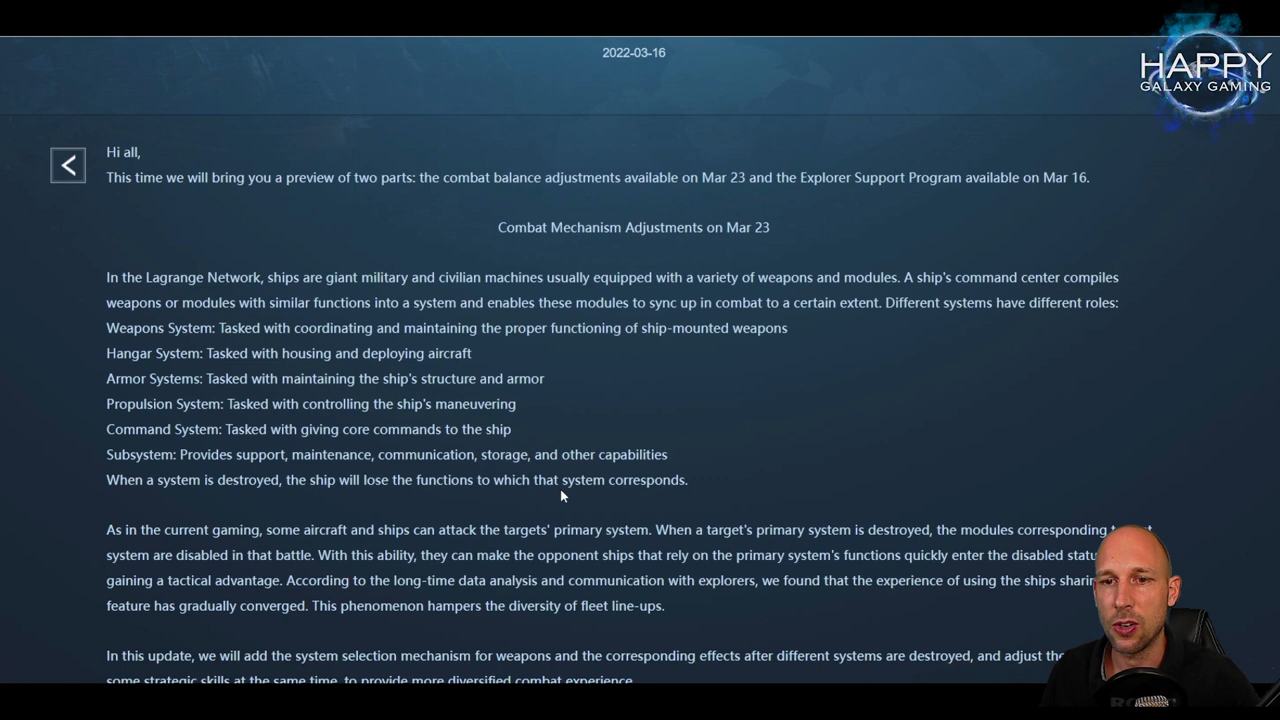 2022-03-16
HAPPY
GALAXY GAMING
Hi all,
This time we will bring you a preview of two parts: the combat balance adjustments available on Mar 23 and the Explorer Support Program available on Mar 16.
Combat Mechanism Adjustments on Mar 23
In the Lagrange Network, ships are giant military and civilian machines usually equipped with a variety of weapons and modules. A ship's command center compiles
weapons or modules with similar functions into a system and enables these modules to sync up in combat to a certain extent. Different systems have different roles:
Weapons System: Tasked with coordinating and maintaining the proper functioning of ship-mounted weapons
Hangar System: Tasked with housing and deploying aircraft
Armor Systems: Tasked with maintaining the ship's structure and armor
Propulsion System: Tasked with controlling the ship's maneuvering
Command System: Tasked with giving core commands to the ship
Subsystem: Provides support, maintenance, communication, storage, and other capabilities
When a system is destroyed, the ship will lose the functions to which that system corresponds.
As in the current gaming, some aircraft and ships can attack the targets' primary system. When a target's primary system is destroyed, the modules corresponding
system are disabled in that battle. With this ability, they can make the opponent ships that rely on the primary system's functions quickly enter the disabled
gaining a tactical advantage. According to the long-time data analysis and communication with explorers, we found that the experience of using the ships
feature has gradually converged. This phenomenon hampers the diversity of fleet line-ups.
In this update, we will add the system selection mechanism for weapons and the corresponding effects after different systems are destroyed, and adjust
some strategic skills at the same time, to provide more diversified combat experience.